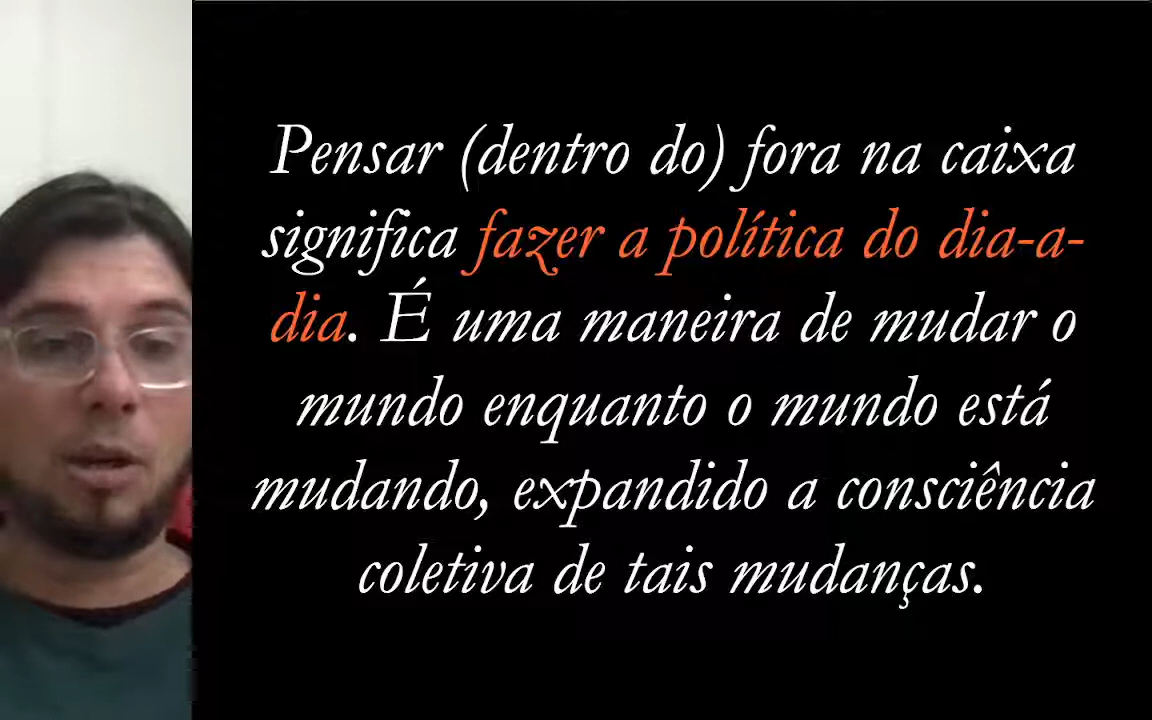 Pensar (dentro do) fora na caixa
significa fazer a política do dia-a-
dia. É uma maneira de mudar o
mundo enquanto o mundo está
mudando, expandido a consciência
coletiva de tais mudanças.